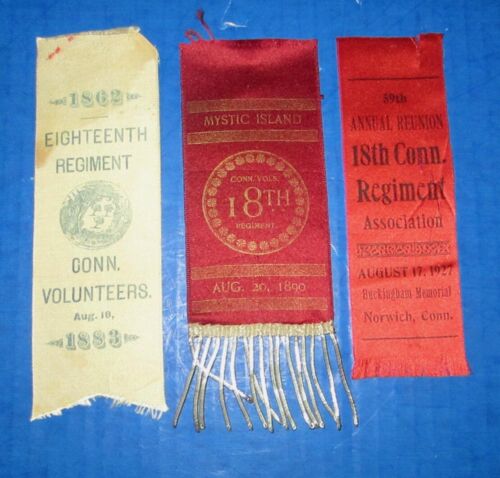 1862
EIGHTEENTH
REGIMENT
CONN.
VOLUNTEERS.
Aug. 18,
1883
MYSTIC ISLAND
CONN. VOLS.
18TH
REGIMENT.
AUG. 20, 1890
59th
ANNUAL REUNION
18th Conn.
Regiment
Association
AUGUST 17, 1927
Buckingham Memorial
Norwich, Conn.